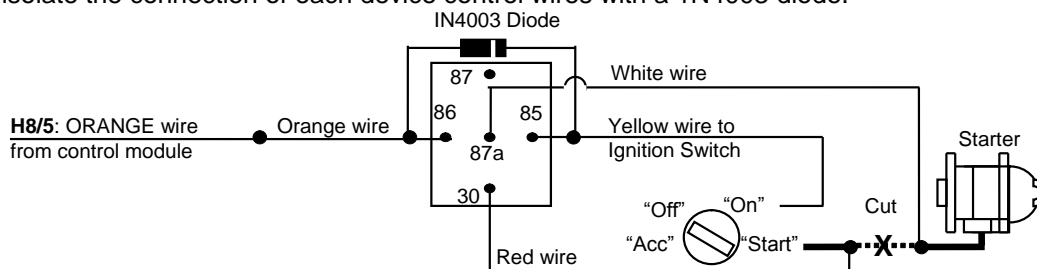 isolate the connection of each device control wires with a 1N4003 diode.
IN4003 Diode
87
White wire
86
85
H8/5: ORANGE wire
from control module
Orange wire
Yellow wire to
Ignition Switch
87a
Starter
30
"Off"
"On"
Cut
"Acc"
"Start"
X
Red wire